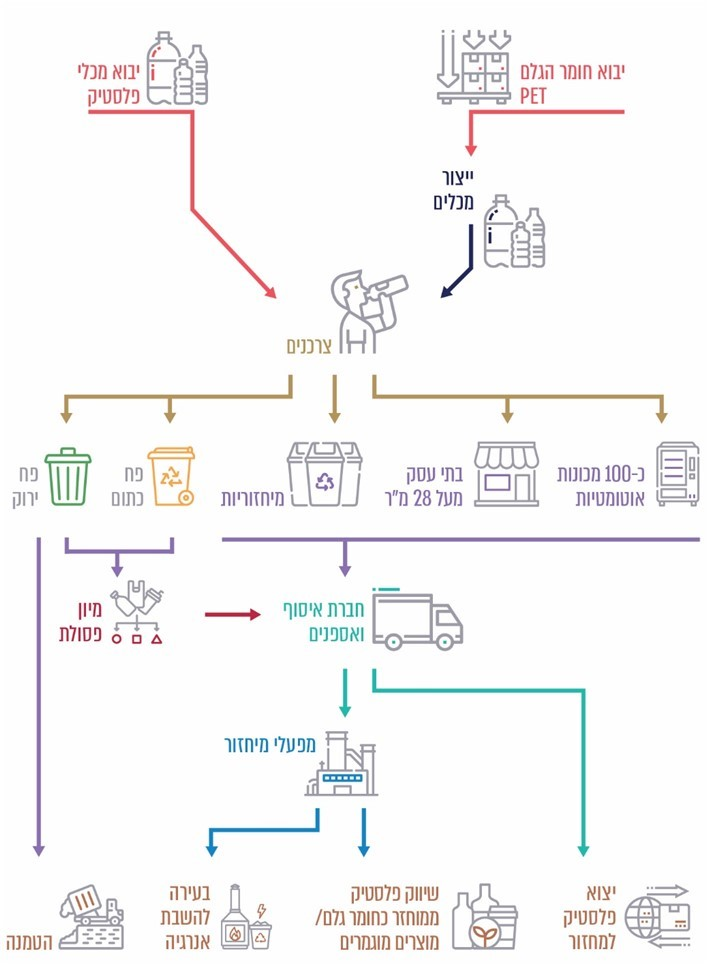 יבוא חומר הגלם
PET
יבוא מכלי
פלסטיק
ייצור
מכלים
צרכנים
כ-100 מכונות
אוטומטיות
בתי עסק
מעל 28 מ"ר
מיחזוריות
פח
כתום
פח
ירוק
חברת איסוף
ואספנים
מיון
פסולת
מפעלי מיחזור
יצוא
פלסטיק
למחזור
שיווק פלסטיק
ממוחזר כחומר גלם/
מוצרים מוגמרים
בעירה
להשבת
אנרגיה
הטמנה